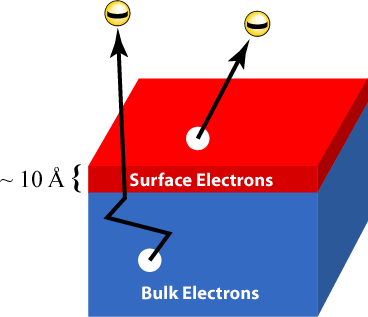 ~ 10 Å {
Surface Electrons
Bulk Electrons